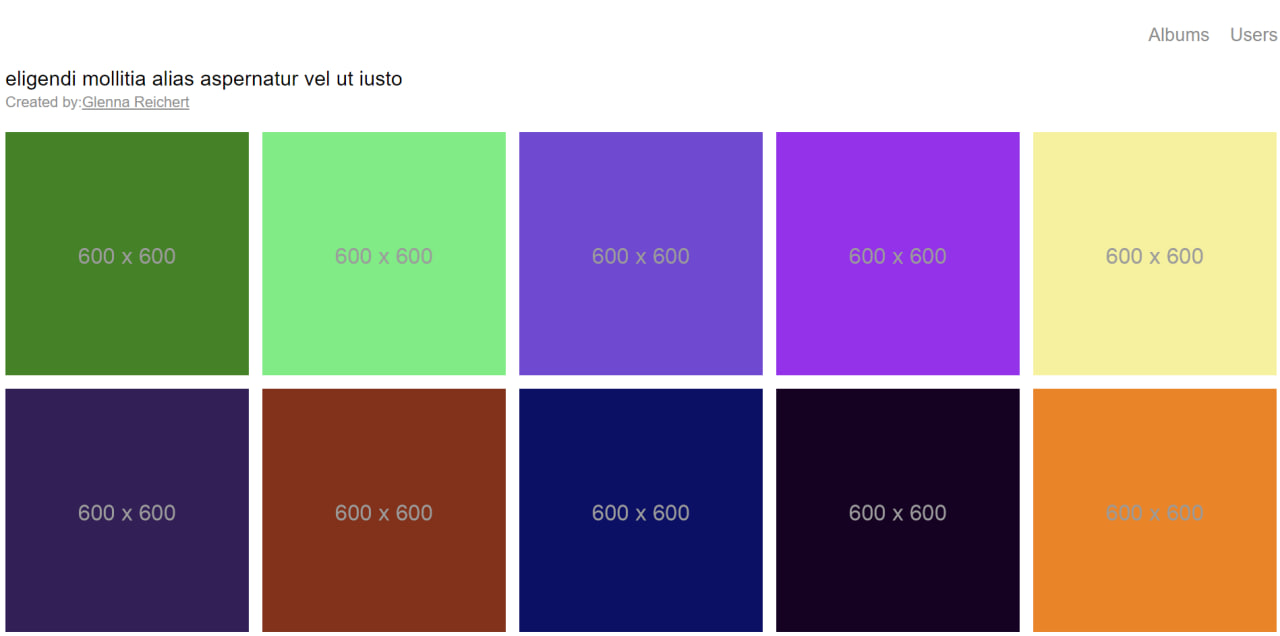 Albums Users
eligendi mollitia alias aspernatur vel ut iusto
Created by:Glenna Reichert
600 x 600 600 x 600 600 x 600 600 x 600 600 x 600
600 x 600 600 x 600 600 x 600 600 x 600 600 x 600